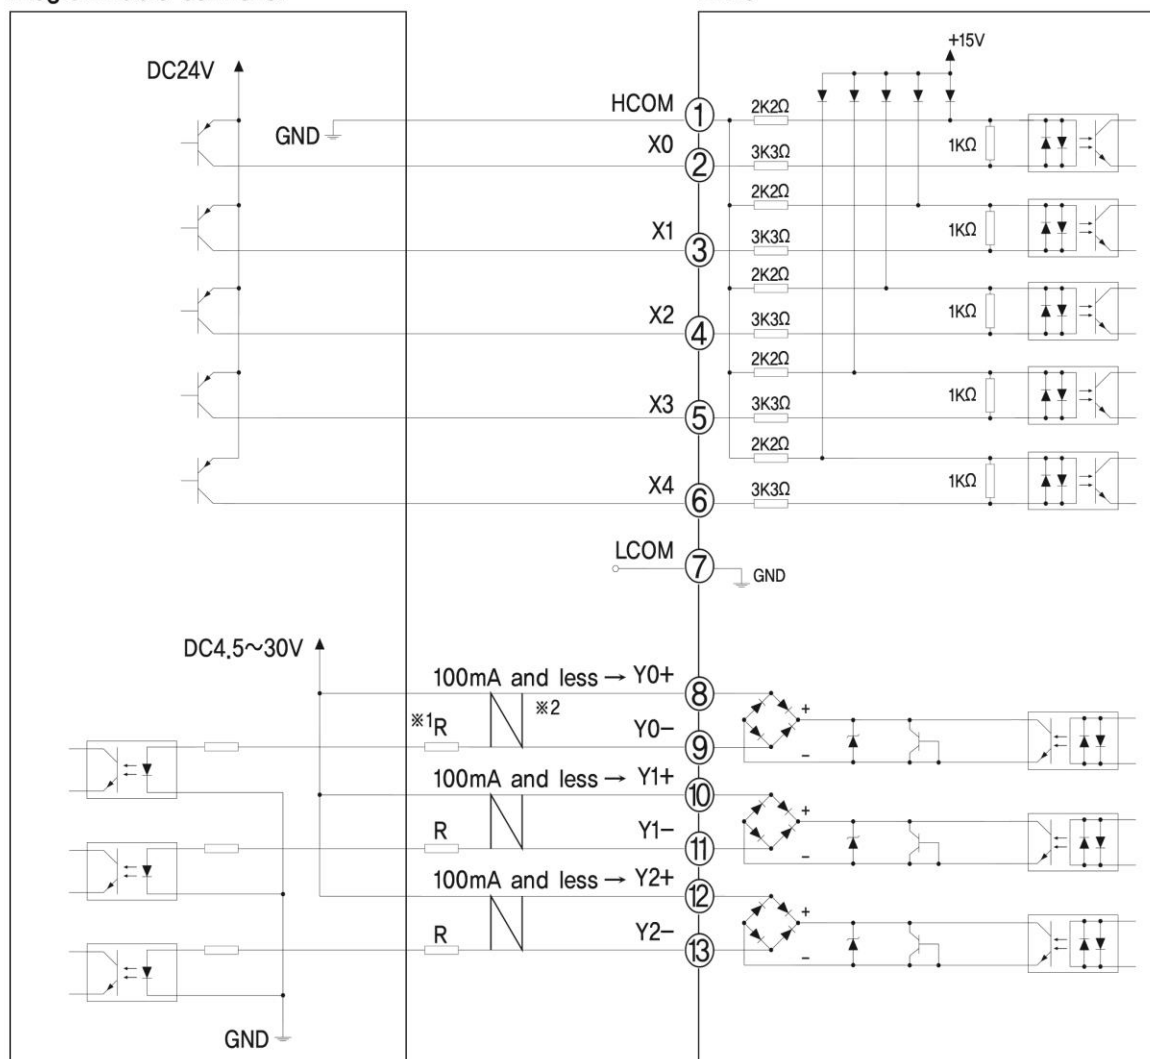 +15V
DC24V
HCOM
①
2K2Ω
GND
1KΩ
X0
②
3K3Ω
2K2Ω
X1
1KΩ
③
3K3Ω
2K2Ω
X2
1KΩ
④
3K3Ω
2K2Ω
X3
1KΩ
⑤
3K3Ω
2K2Ω
X4
1KΩ
⑥
3K3Ω
LCOM
⑦
GND
DC4.5~30V
100mA and less → Y0+
⑧
※1 R
※2
Y0-
⑨
+
-
100mA and less → Y1+
⑩
R
Y1-
⑪
+
-
100mA and less → Y2+
⑫
R
Y2-
⑬
+
-
GND